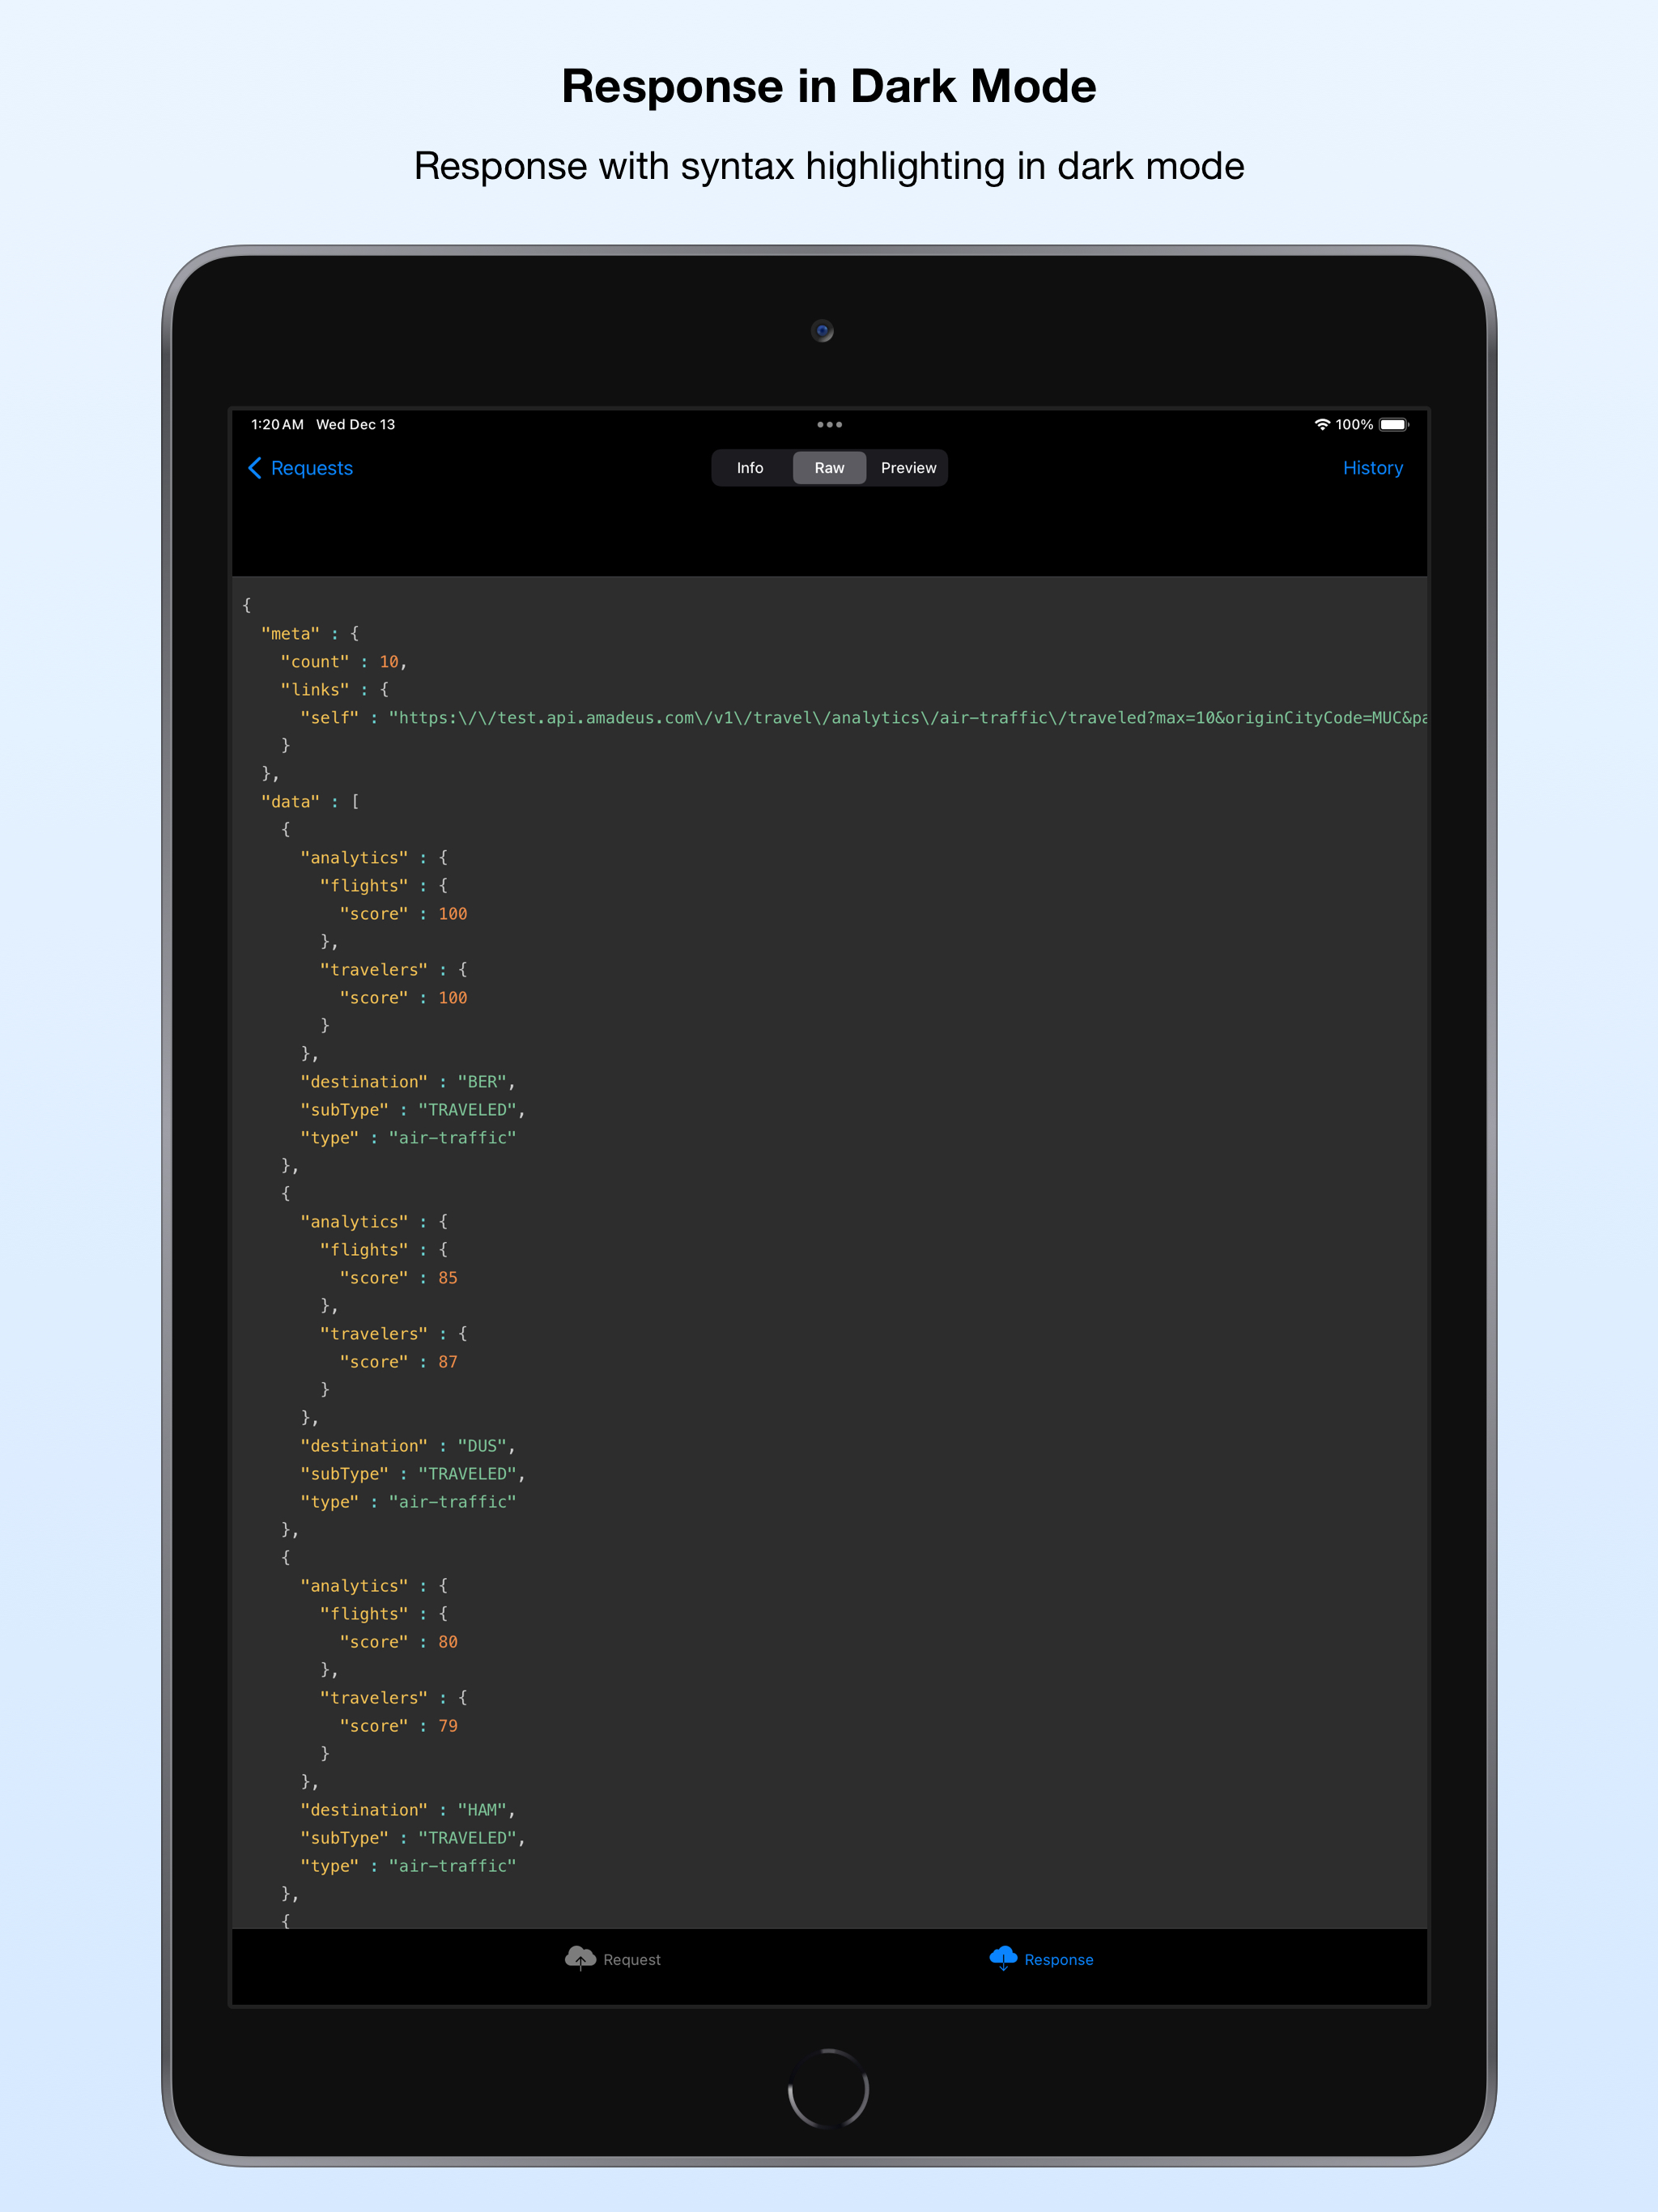 Response in Dark Mode
Response with syntax highlighting in dark mode
1:20 AM Wed Dec 13 100%
Requests Info Raw Preview History
{
  "meta" : {
    "count" : 10,
    "links" : {
      "self" : "https:\/\/test.api.amadeus.com\/v1\/travel\/analytics\/air-traffic\/traveled?max=10&originCityCode=MUC&pa
    }
  },
  "data" : [
    {
      "analytics" : {
        "flights" : {
          "score" : 100
        },
        "travelers" : {
          "score" : 100
        }
      },
      "destination" : "BER",
      "subType" : "TRAVELED",
      "type" : "air-traffic"
    },
    {
      "analytics" : {
        "flights" : {
          "score" : 85
        },
        "travelers" : {
          "score" : 87
        }
      },
      "destination" : "DUS",
      "subType" : "TRAVELED",
      "type" : "air-traffic"
    },
    {
      "analytics" : {
        "flights" : {
          "score" : 80
        },
        "travelers" : {
          "score" : 79
        }
      },
      "destination" : "HAM",
      "subType" : "TRAVELED",
      "type" : "air-traffic"
    },
    {
Request Response